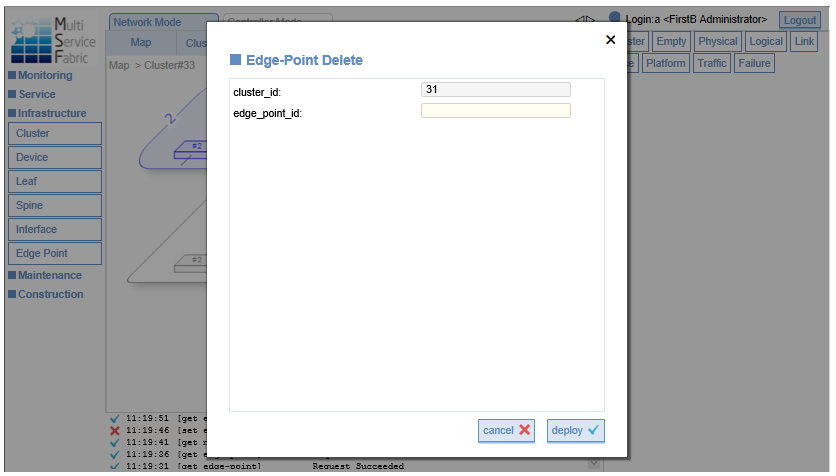 Multi
Service
Fabric
Network Mode
Controller Mode
Login:a <FirstB Administrator>
Logout
Map
Clus
ster
Empty
Physical
Logical
Link
Platform
Traffic
Failure
Map > Cluster#33
Monitoring
Service
Infrastructure
Cluster
Device
Leaf
Spine
Interface
Edge Point
Maintenance
Construction
2
#2
#2
Edge-Point Delete
cluster_id:
31
edge_point_id:
cancel
deploy
11:19:51 [get e
11:19:46 [set e
11:19:41 [get n
11:19:36 [get e
11:19:31 [get edge-point] Request Succeeded